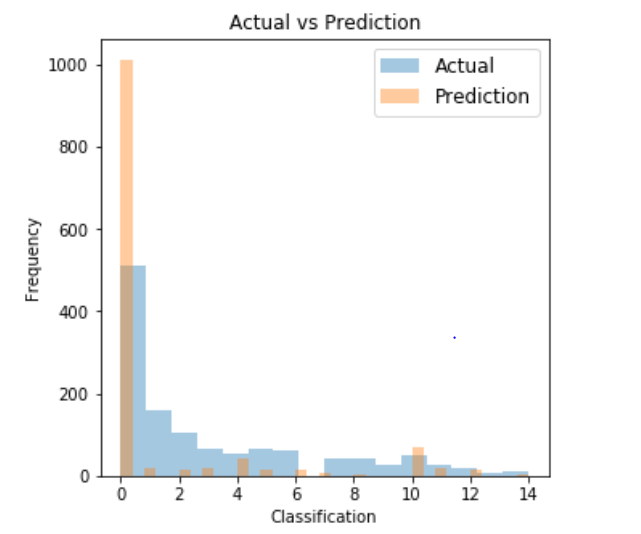 Actual vs Prediction
1000
800
600
400
200
0
Frequency
Actual
Prediction
0 2 4 6 8 10 12 14
Classification